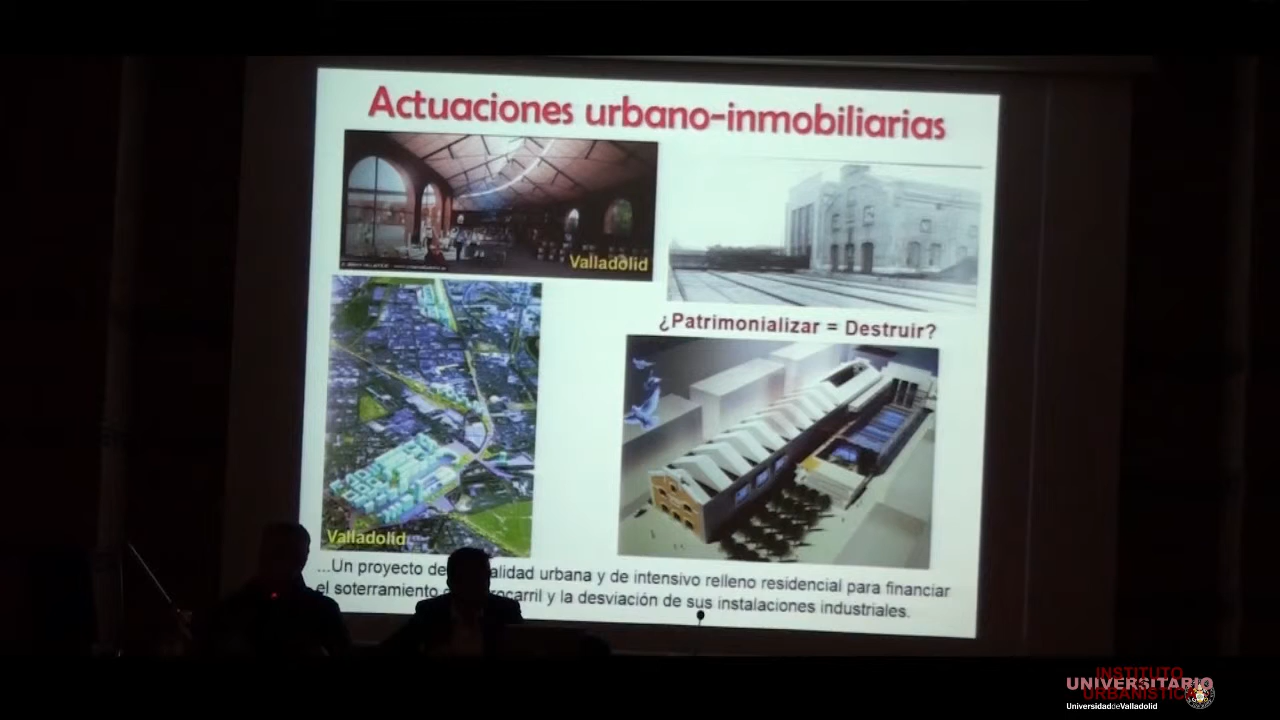 Actuaciones urbano-inmobiliarias
Valladolid
¿Patrimonializar = Destruir?
Valladolid
...Un proyecto de alidad urbana y de intensivo relleno residencial para financiar
el soterramiento rocarril y la desviación de sus instalaciones industriales.
INSTITUTO
UNIVERSITARIO
URBANÍSTIC
UniversidaddeValladolid